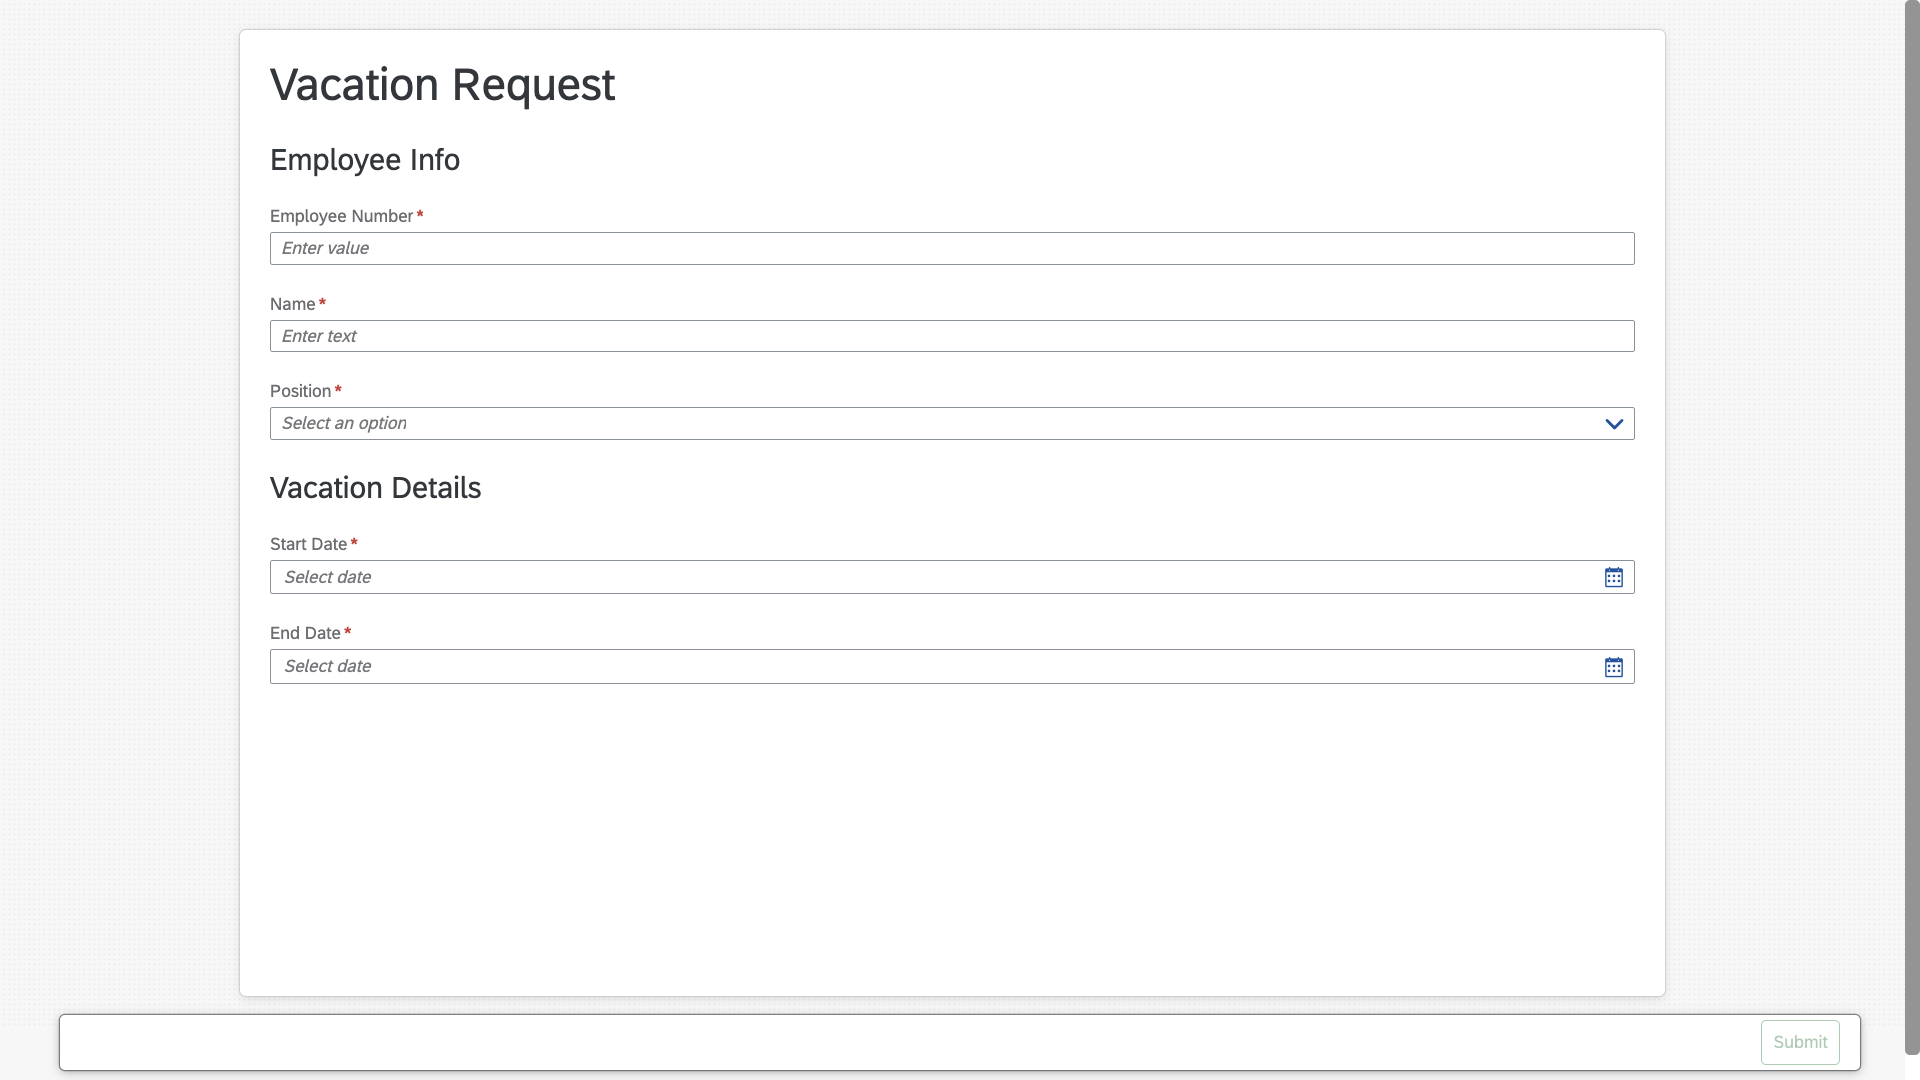 Vacation Request
Employee Info
Employee Number *
Enter value
Name *
Enter text
Position *
Select an option
Vacation Details
Start Date *
Select date
End Date *
Select date
Submit